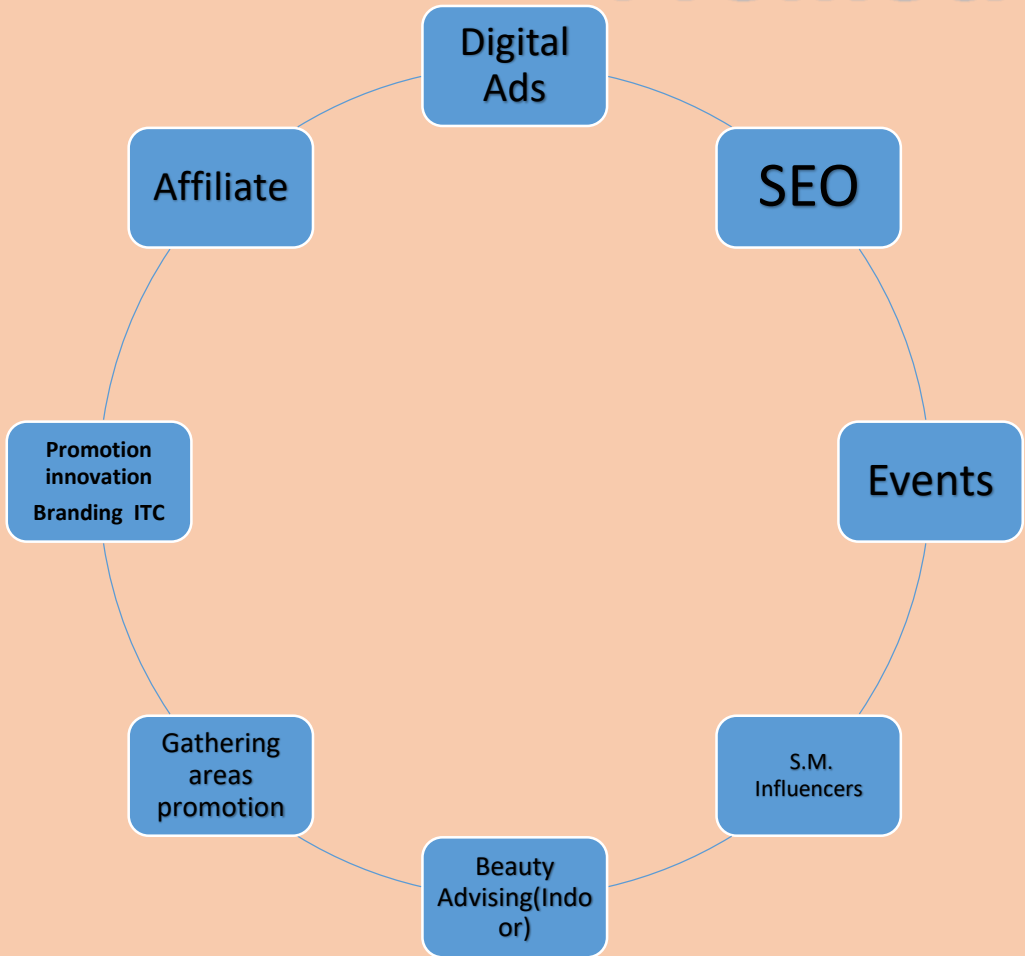 Digital
Ads
SEO
Events
S.M.
Influencers
Beauty
Advising(Indo
or)
Gathering
areas
promotion
Promotion
innovation
Branding ITC
Affiliate